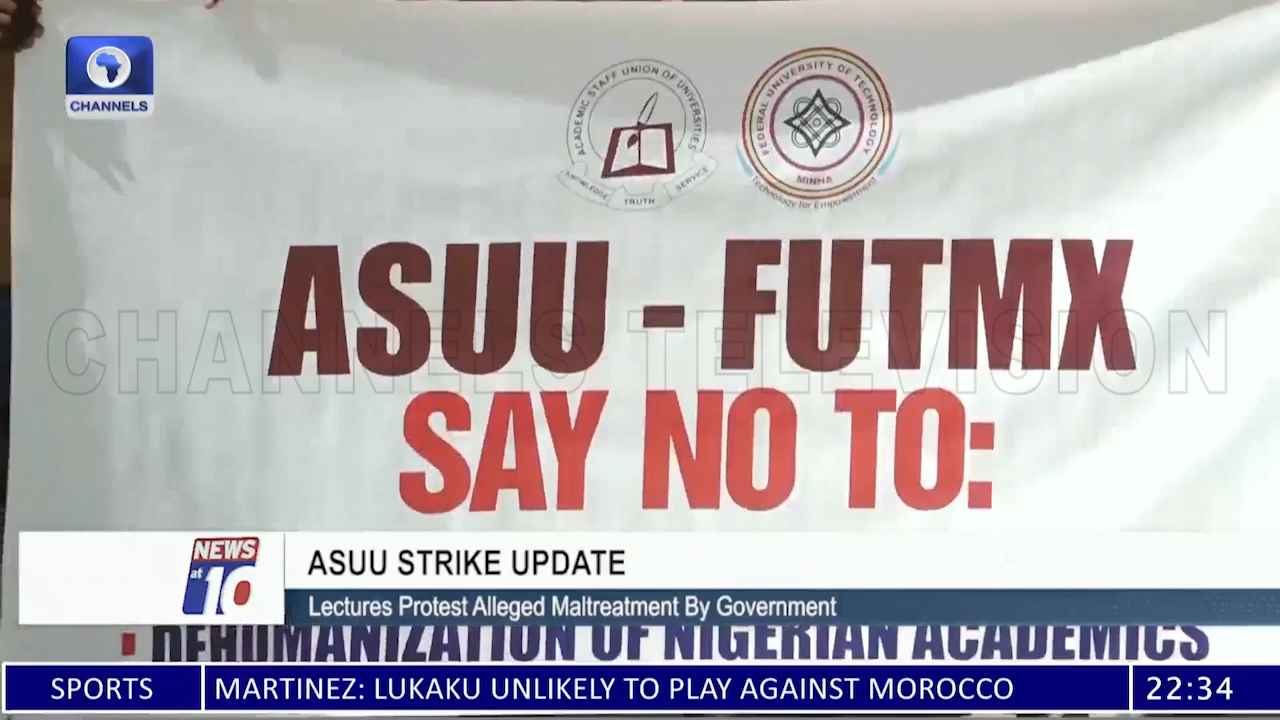 CHANNELS
ACADEMIC STAFF UNION OF UNIVERSITIES
KNOWLEDGE TRUTH SERVICE
FEDERAL UNIVERSITY OF TECHNOLOGY
MINNA
Technology for Empowerment
ASUU - FUTMX
CHANNELS TELEVISION
SAY NO TO:
NEWS
at 10
ASUU STRIKE UPDATE
Lectures Protest Alleged Maltreatment By Government
DEHUMANIZATION OF NIGERIAN ACADEMICS
SPORTS
MARTINEZ: LUKAKU UNLIKELY TO PLAY AGAINST MOROCCO
22:34